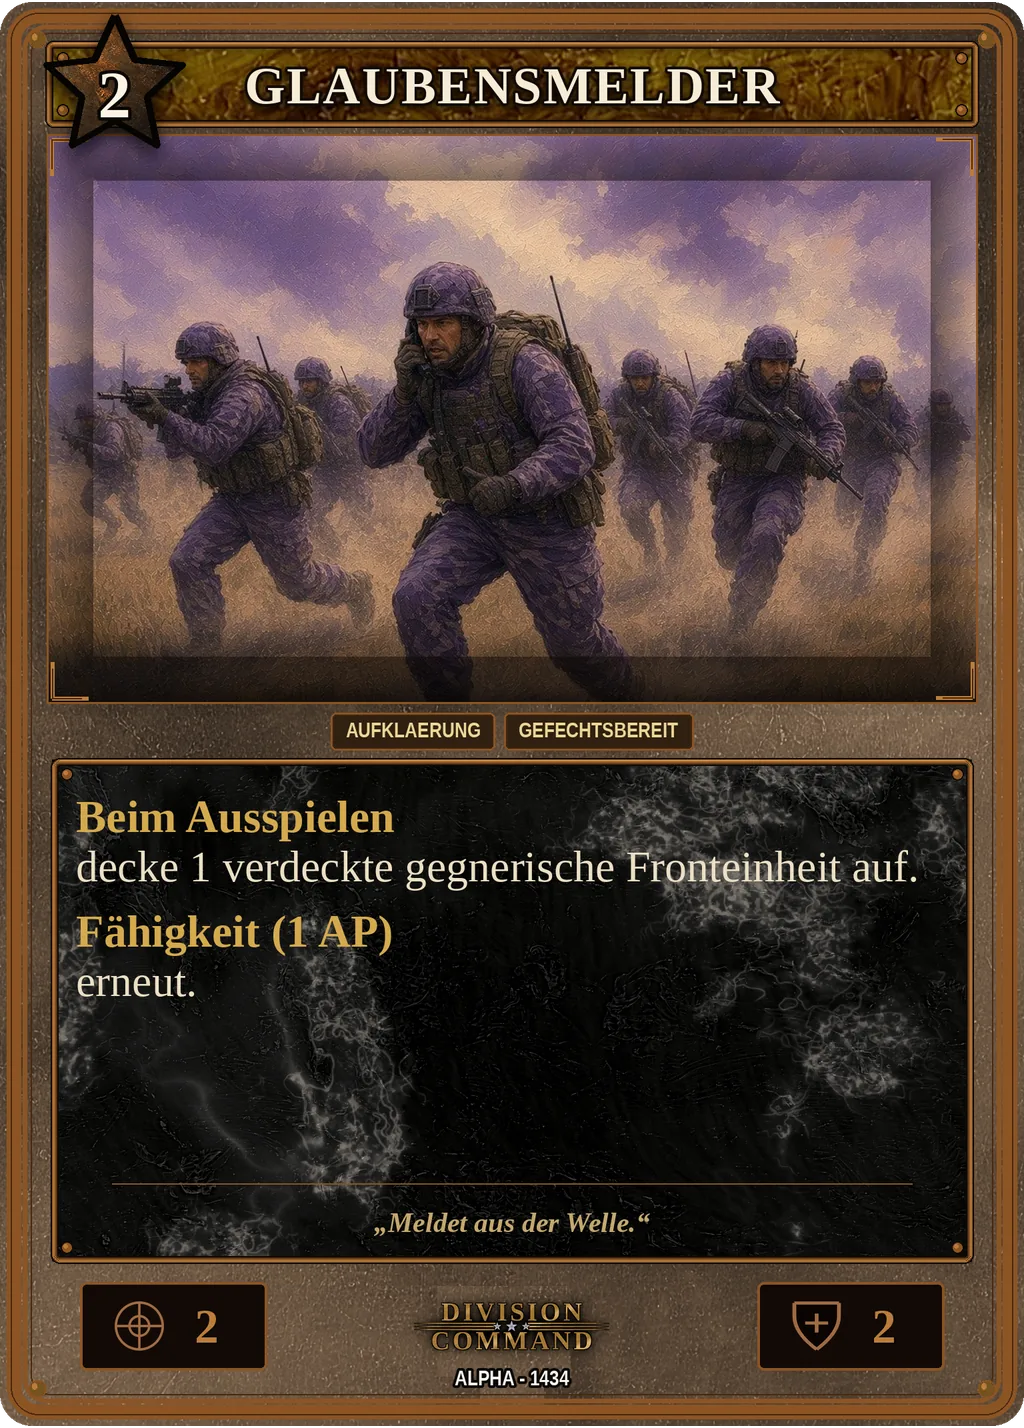 2
GLAUBENSMELDER
AUFKLAERUNG GEFECHTSBEREIT
Beim Ausspielen
decke 1 verdeckte gegnerische Fronteinheit auf.
Fähigkeit (1 AP)
erneut.
„Meldet aus der Welle.“
2
DIVISION
COMMAND
2
ALPHA - 1434